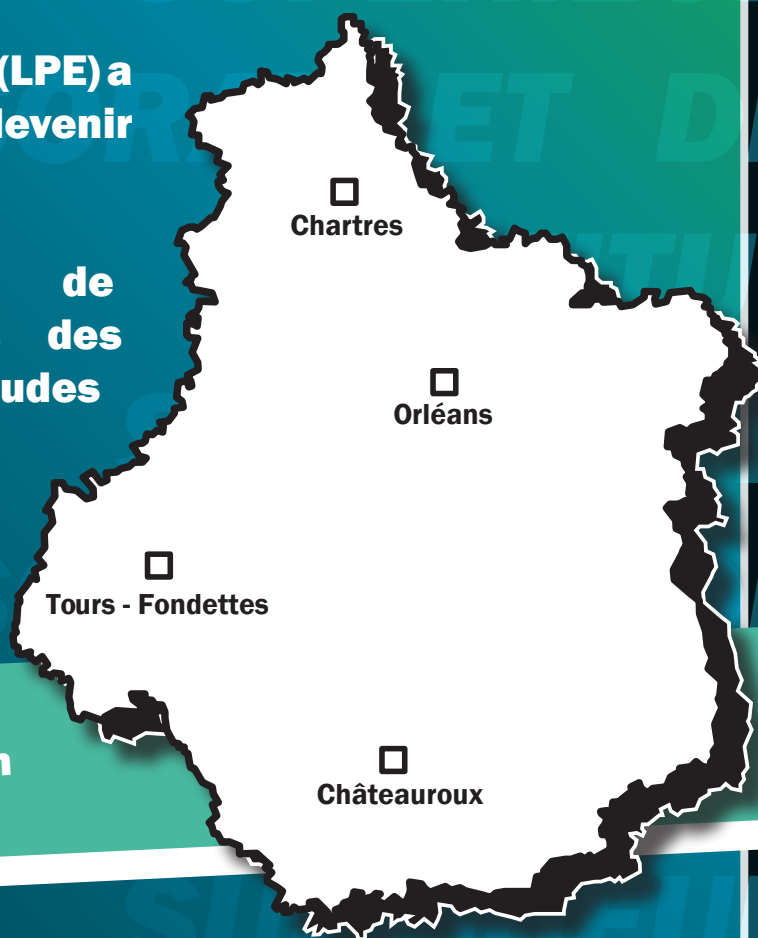 (LPE) a
devenir
de
des
udes
n
Chartres
Orléans
Tours - Fondettes
Châteauroux